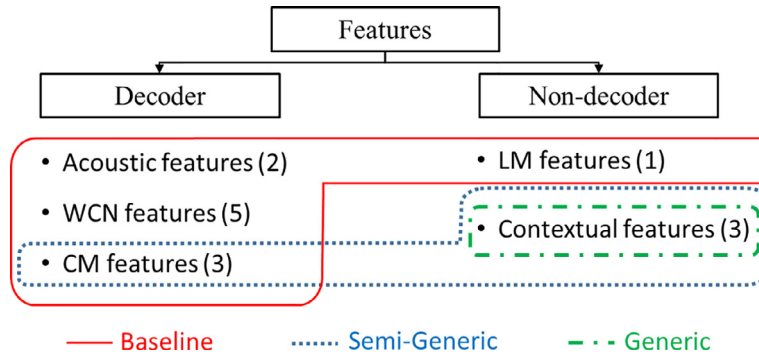 Features
Decoder
Non-decoder
• Acoustic features (2)
• LM features (1)
• WCN features (5)
• Contextual features (3)
• CM features (3)
Baseline
Semi-Generic
Generic